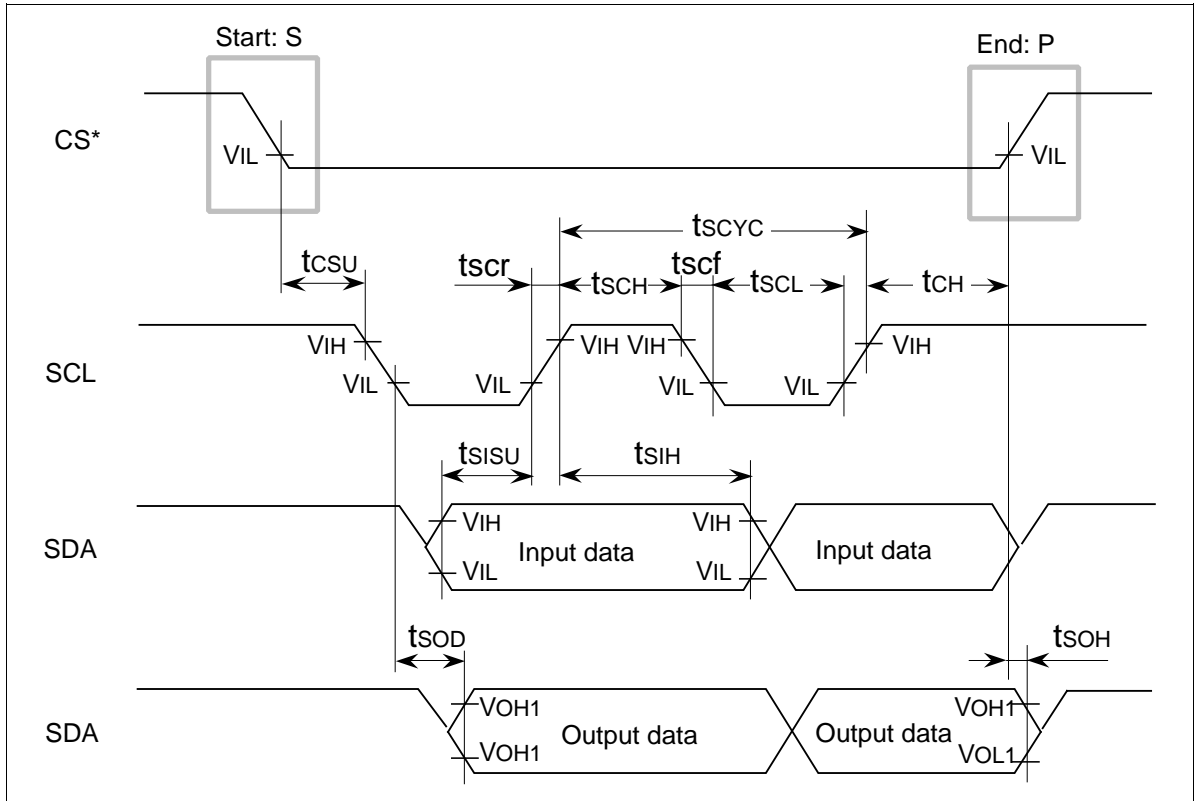 Start: S
End: P
CS*
VIL
VIL
tSCYC
tCSU
tscr
tSCH
tscf
tSCL
tCH
SCL
VIH
VIH
VIH
VIH
VIL
VIL
VIL
VIL
tSISU
tSIH
SDA
VIH
VIH
Input data
Input data
VIL
VIL
tSOD
tSOH
SDA
VOH1
VOH1
Output data
Output data
VOH1
VOL1